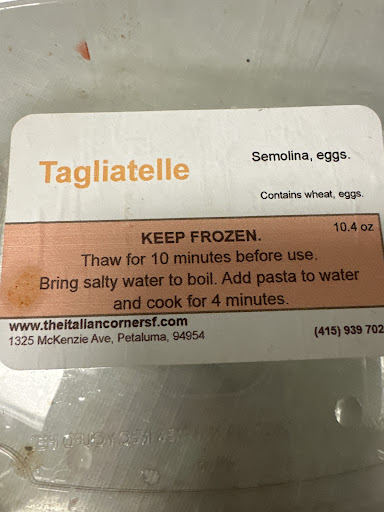 Tagliatelle
Semolina, eggs.
Contains wheat, eggs.
10.4 oz
KEEP FROZEN.
Thaw for 10 minutes before use.
Bring salty water to boil. Add pasta to water
and cook for 4 minutes.
www.theitaliancornersf.com
1325 McKenzie Ave, Petaluma, 94954
(415) 939 702